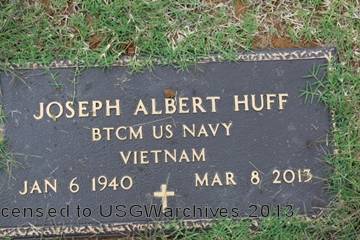 JOSEPH ALBERT HUFF
BTCM US NAVY
VIETNAM
JAN 6 1940 MAR 8 2013
censed to USGWarchives 2013